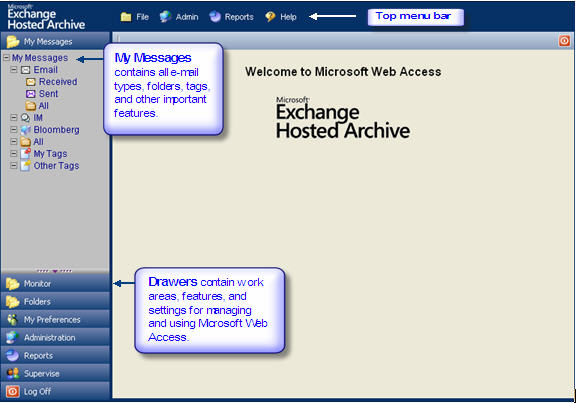 Microsoft®
Exchange
Hosted Archive
File Admin Reports Help
Top menu bar
My Messages
My Messages
Email
Received
Sent
All
IM
Bloomberg
All
My Tags
Other Tags
My Messages
contains all e-mail
types, folders, tags,
and other important
features.
Welcome to Microsoft Web Access
Microsoft®
Exchange
Hosted Archive
Drawers contain work
areas, features, and
settings for managing
and using Microsoft Web
Access.
Monitor
Folders
My Preferences
Administration
Reports
Supervise
Log Off